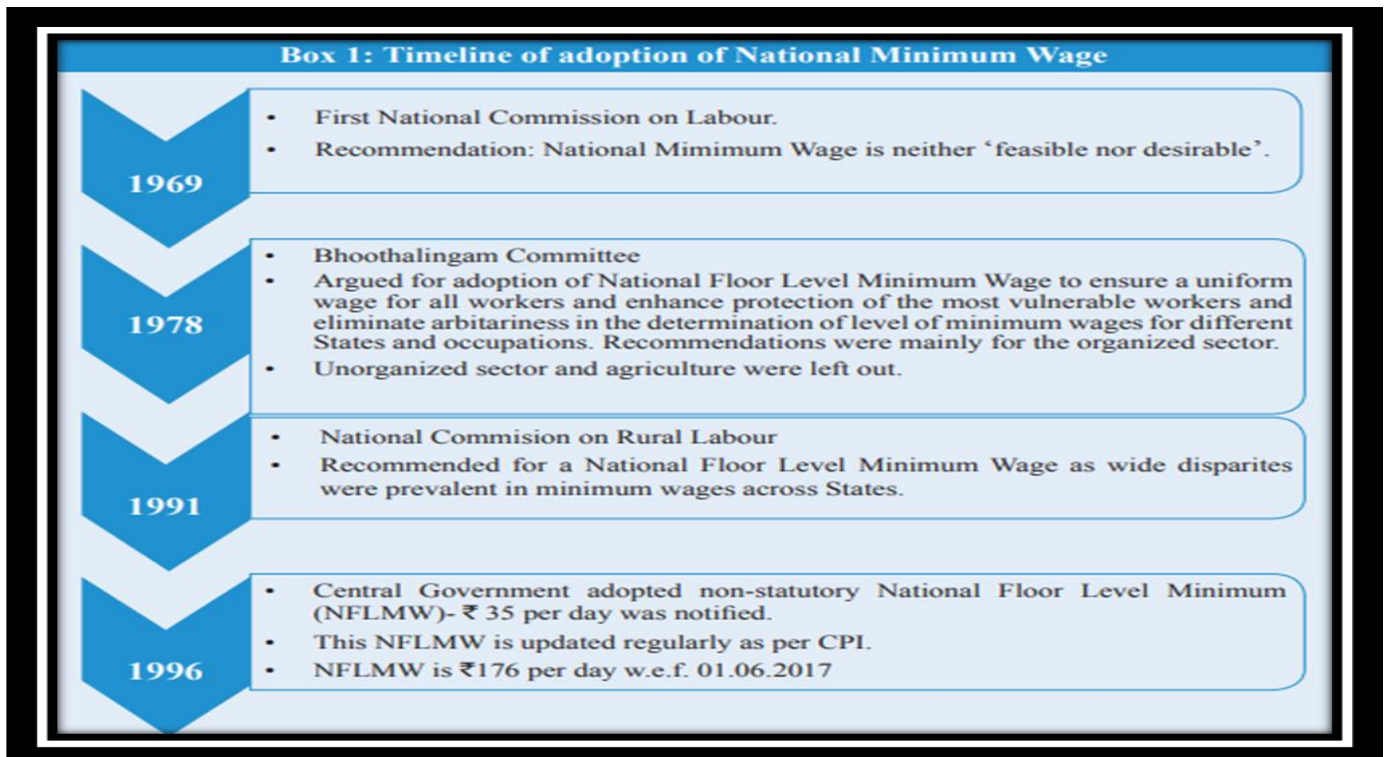 Box 1: Timeline of adoption of National Minimum Wage
1969
• First National Commission on Labour.
• Recommendation: National Mimimum Wage is neither ‘feasible nor desirable’.
1978
• Bhoothalingam Committee
• Argued for adoption of National Floor Level Minimum Wage to ensure a uniform
wage for all workers and enhance protection of the most vulnerable workers and
eliminate arbitariness in the determination of level of minimum wages for different
States and occupations. Recommendations were mainly for the organized sector.
• Unorganized sector and agriculture were left out.
1991
• National Commision on Rural Labour
• Recommended for a National Floor Level Minimum Wage as wide disparites
were prevalent in minimum wages across States.
1996
• Central Government adopted non-statutory National Floor Level Minimum
(NFLMW)- ₹ 35 per day was notified.
• This NFLMW is updated regularly as per CPI.
• NFLMW is ₹176 per day w.e.f. 01.06.2017